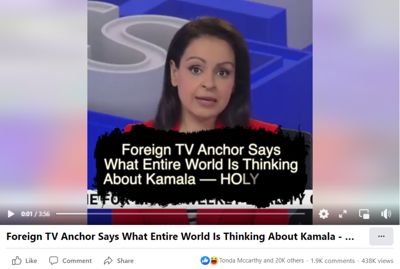 Foreign TV Anchor Says
What Entire World Is Thinking
About Kamala — HOLY
0:01 / 3:56
Foreign TV Anchor Says What Entire World Is Thinking About Kamala - ...
Like Comment Share Tonda Mccarty and 20K others · 1.9K comments · 438K views